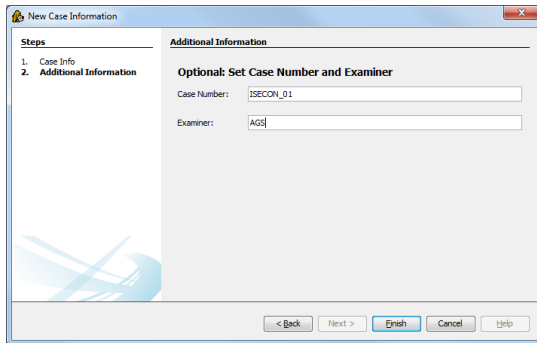 New Case Information
Steps
1. Case Info
2. Additional Information
Additional Information
Optional: Set Case Number and Examiner
Case Number: ISECON_01
Examiner: AGS
< Back Next > Finish Cancel Help